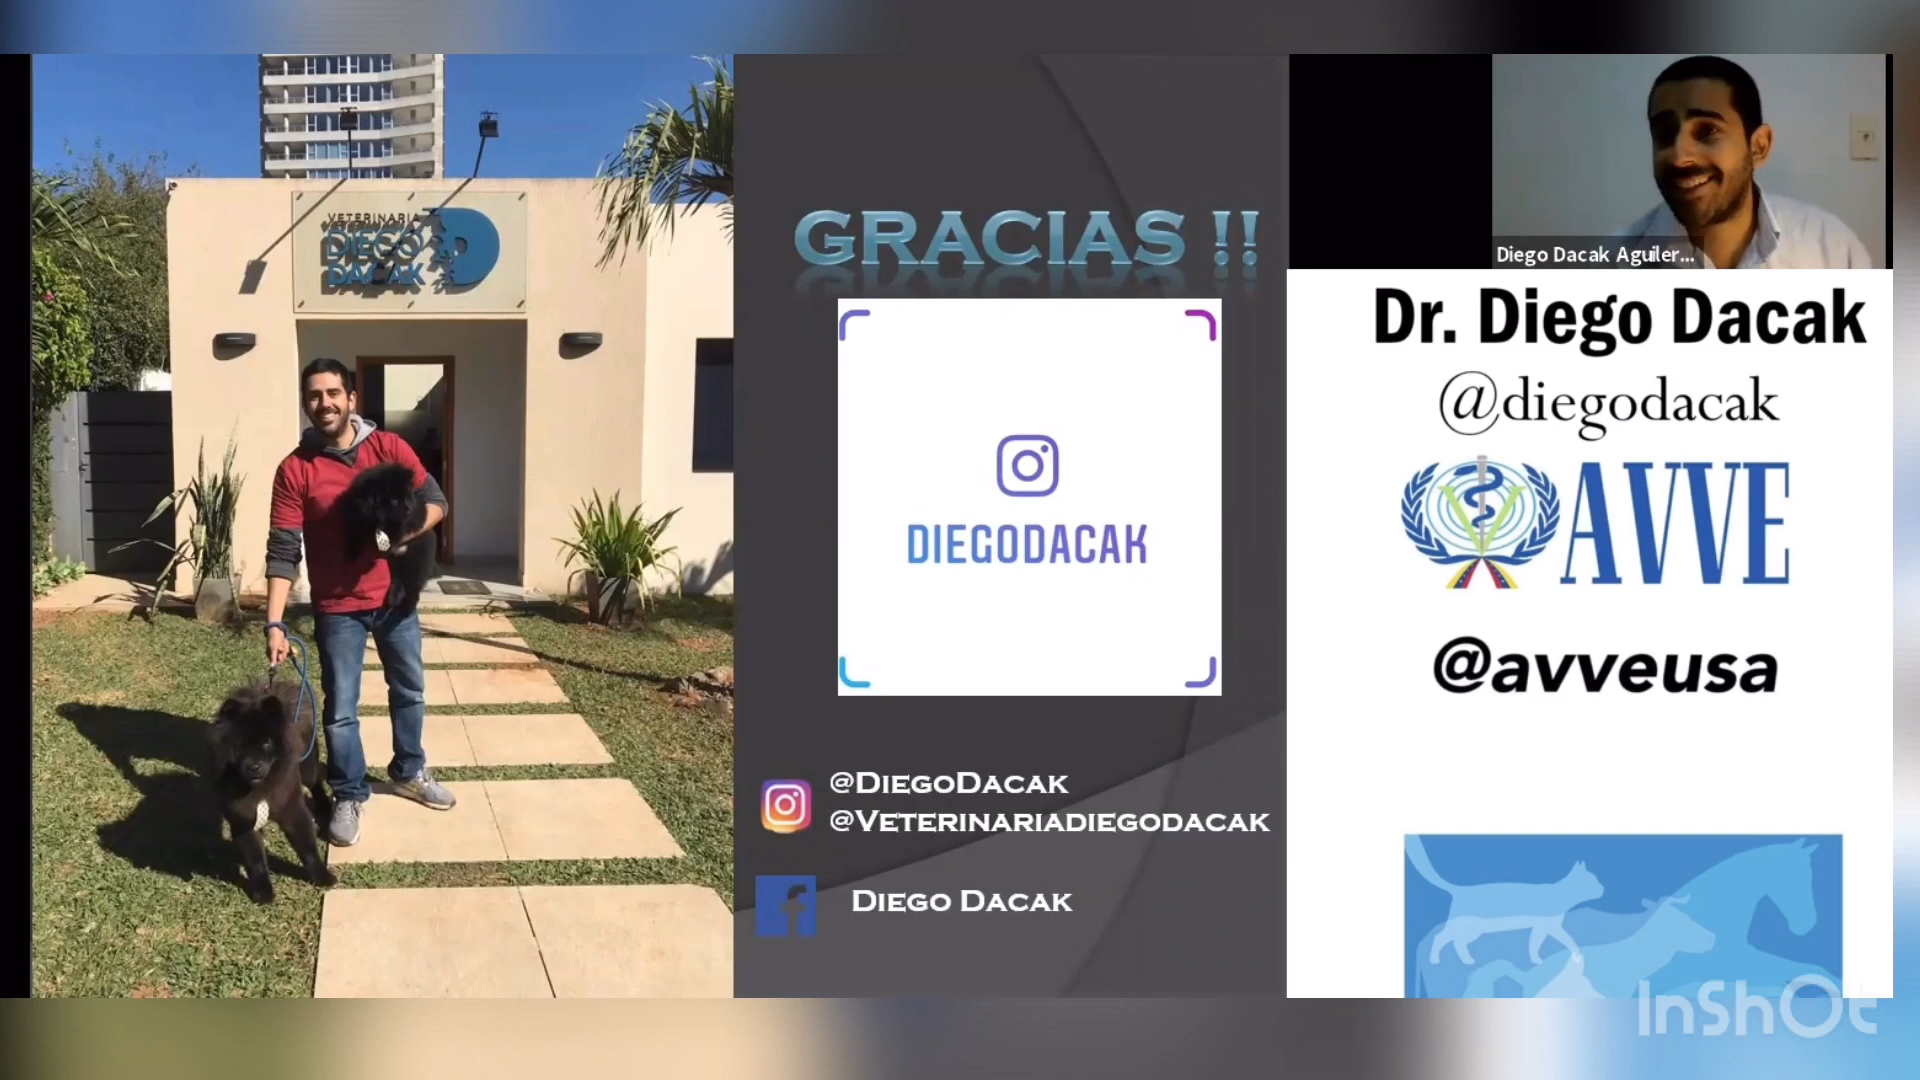 VETERINARIA
DIEGO
DACAK
GRACIAS !!
DIEGODACAK
@DiegoDacak
@Veterinariadiegodacak
Diego Dacak
Diego Dacak Aguiler...
Dr. Diego Dacak
@diegodacak
AVVE
@avveusa
InShOt